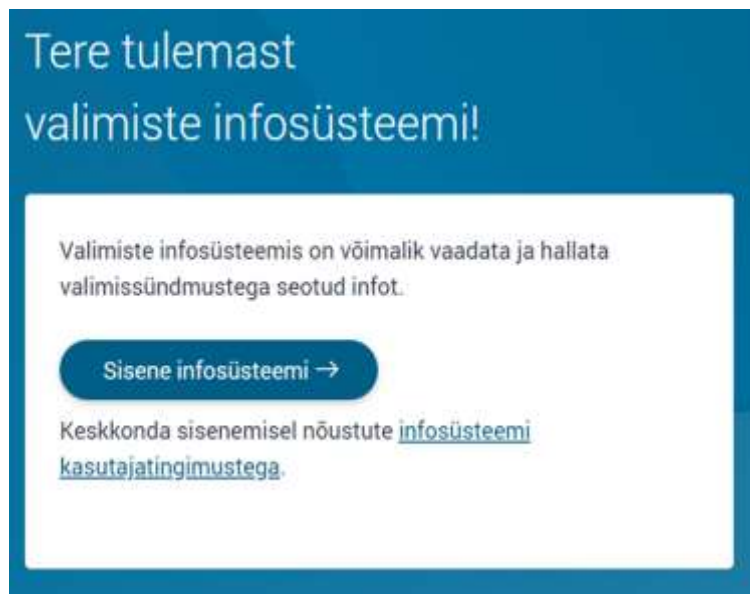 Tere tulemast
valimiste infosüsteemi!
Valimiste infosüsteemis on võimalik vaadata ja hallata
valimissündmustega seotud infot.
Sisene infosüsteemi →
Keskkonda sisenemisel nõustute infosüsteemi
kasutajatingimustega.